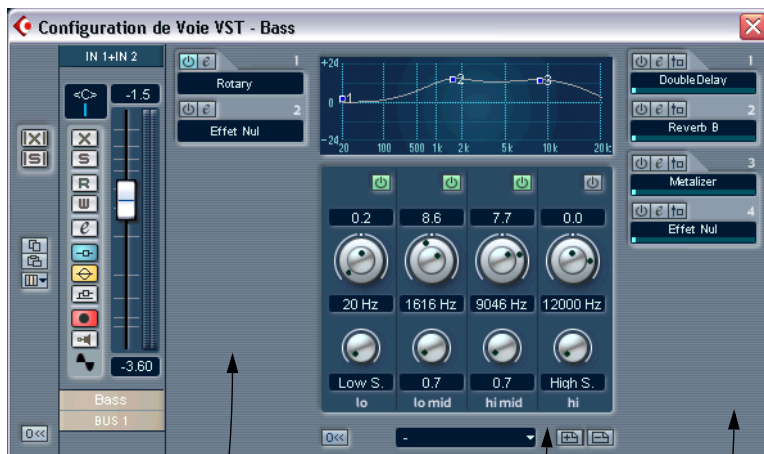 Configuration de Voie VST - Bass
IN 1+IN 2
<C>
-1.5
X
S
R
W
e
-3.60
Bass
BUS 1
X
S
0<<
e
1
Rotary
e
2
Effet Nul
+24
0
-24
1
2
3
20
100
500
1k
2k
5k
10k
20k
0.2
8.6
7.7
0.0
20 Hz
1616 Hz
9046 Hz
12000 Hz
Low S.
0.7
0.7
High S.
lo
lo mid
hi mid
hi
0<<
-
e
1
DoubleDelay
e
2
Reverb B
e
3
Metalizer
e
4
Effet Nul